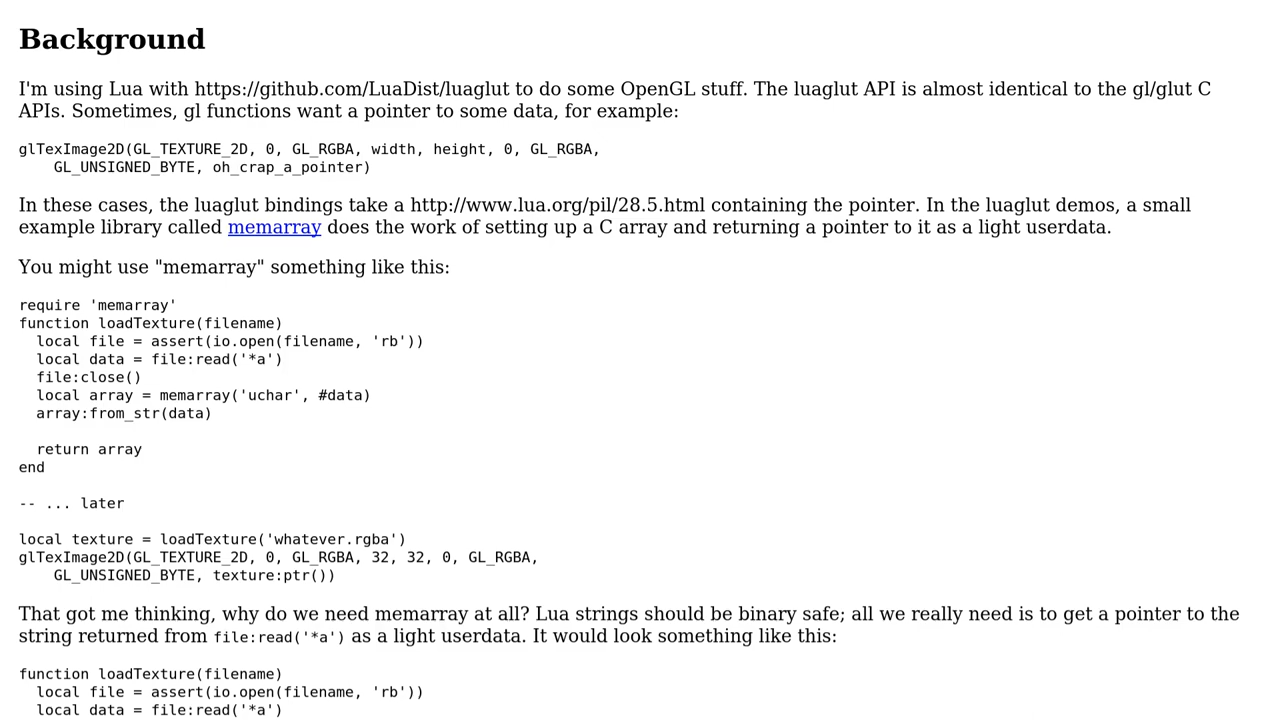 Background
I'm using Lua with https://github.com/LuaDist/luaglut to do some OpenGL stuff. The luaglut API is almost identical to the gl/glut C
APIs. Sometimes, gl functions want a pointer to some data, for example:
glTexImage2D(GL_TEXTURE_2D, 0, GL_RGBA, width, height, 0, GL_RGBA,
    GL_UNSIGNED_BYTE, oh_crap_a_pointer)
In these cases, the luaglut bindings take a http://www.lua.org/pil/28.5.html containing the pointer. In the luaglut demos, a small
example library called memarray does the work of setting up a C array and returning a pointer to it as a light userdata.
You might use "memarray" something like this:
require 'memarray'
function loadTexture(filename)
  local file = assert(io.open(filename, 'rb'))
  local data = file:read('*a')
  file:close()
  local array = memarray('uchar', #data)
  array:from_str(data)
  return array
end
-- ... later
local texture = loadTexture('whatever.rgba')
glTexImage2D(GL_TEXTURE_2D, 0, GL_RGBA, 32, 32, 0, GL_RGBA,
    GL_UNSIGNED_BYTE, texture:ptr())
That got me thinking, why do we need memarray at all? Lua strings should be binary safe; all we really need is to get a pointer to the
string returned from file:read('*a') as a light userdata. It would look something like this:
function loadTexture(filename)
  local file = assert(io.open(filename, 'rb'))
  local data = file:read('*a')